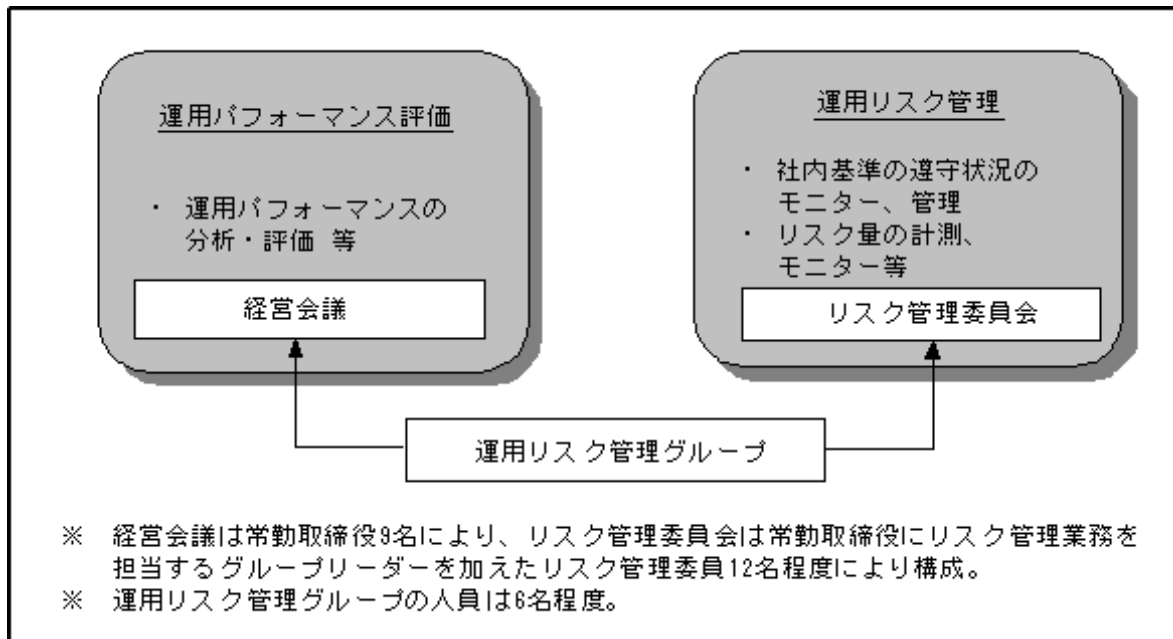 運用パフォーマンス評価
・ 運用パフォーマンスの
分析・評価 等
経営会議
運用リスク管理
・ 社内基準の遵守状況の
モニター、管理
・ リスク量の計測、
モニター等
リスク管理委員会
運用リスク管理グループ
※ 経営会議は常勤取締役9名により、リスク管理委員会は常勤取締役にリスク管理業務を
担当するグループリーダーを加えたリスク管理委員12名程度により構成。
※ 運用リスク管理グループの人員は6名程度。